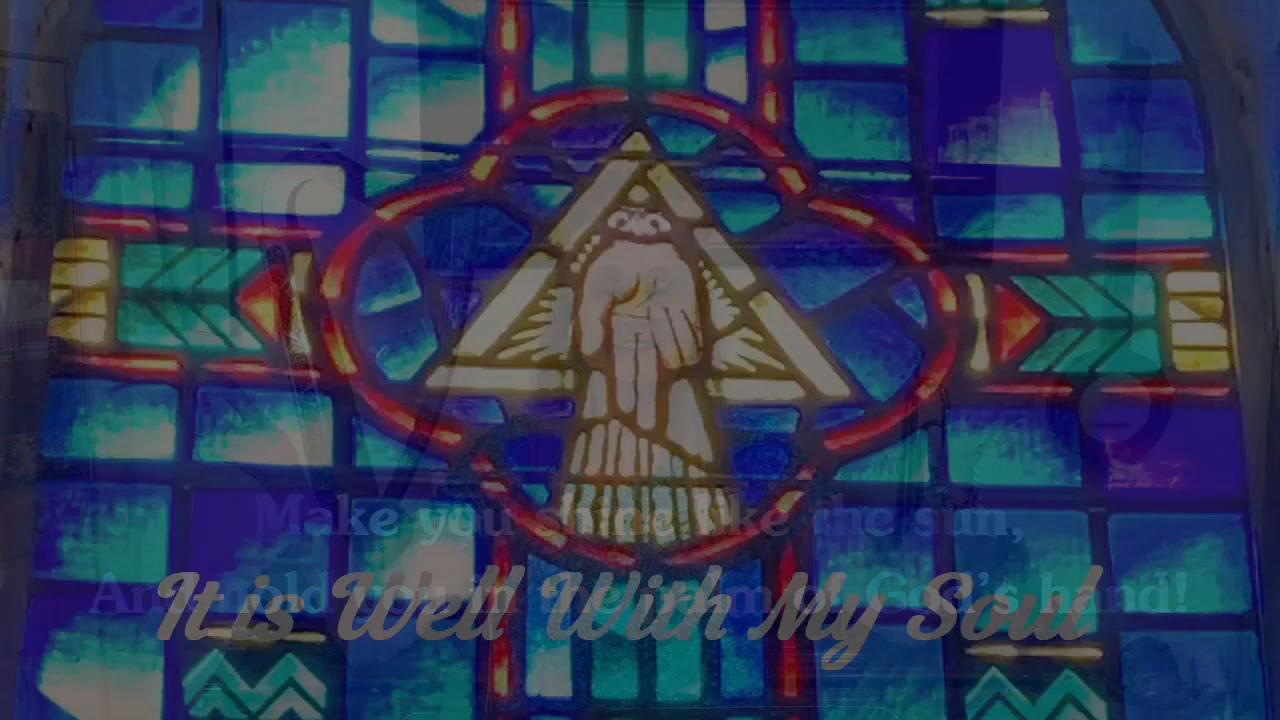 Make you shine like the sun,
And hold you in the palm of God's hand!
It is Well With My Soul